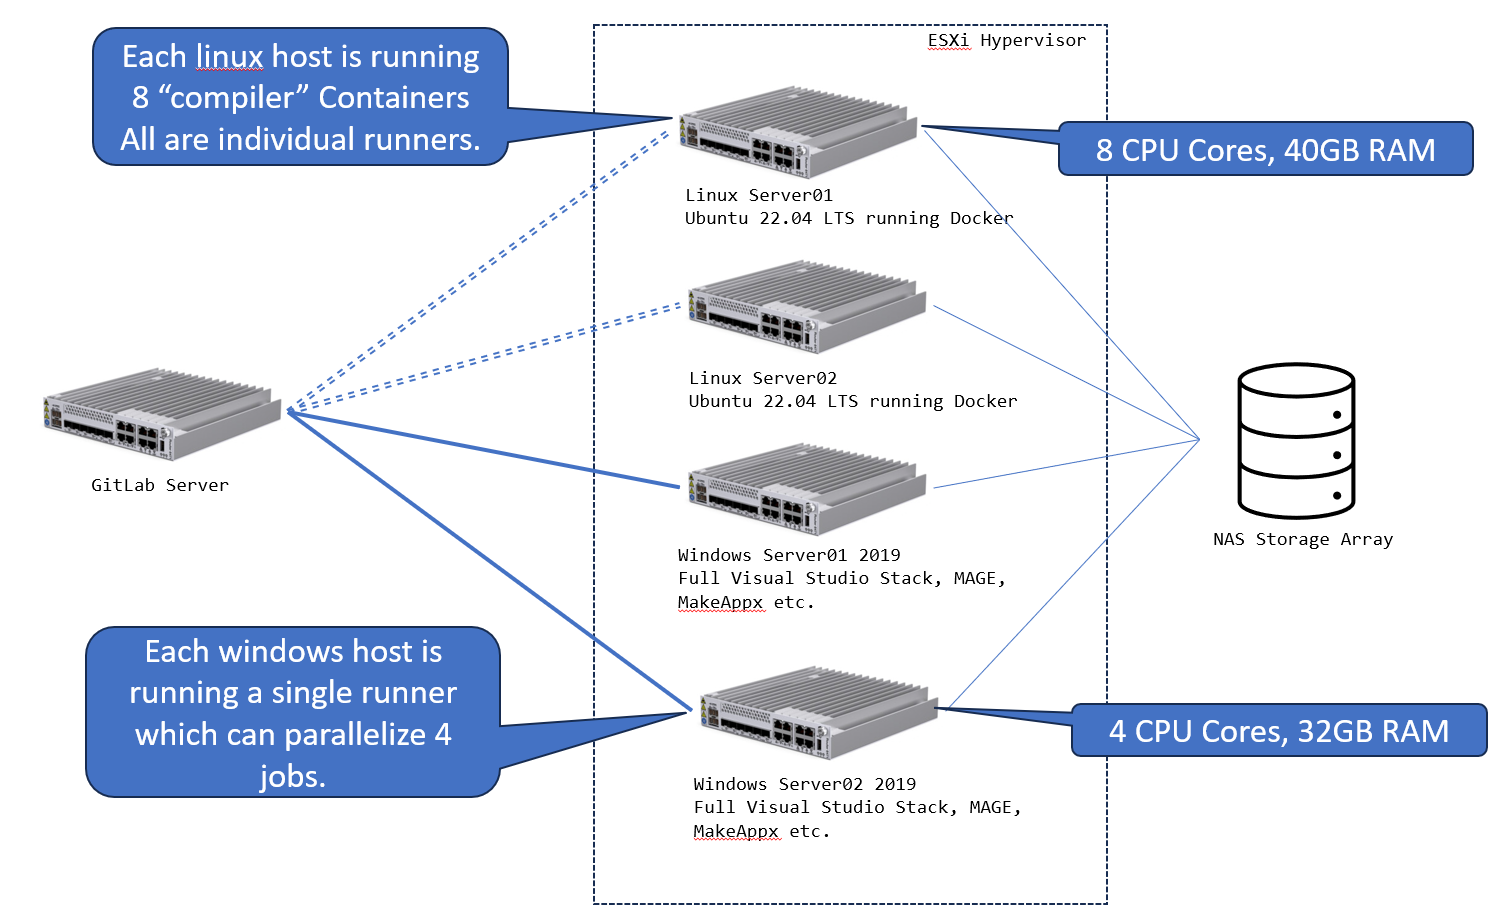 Each linux host is running
8 “compiler” Containers
All are individual runners.
ESXi Hypervisor
8 CPU Cores, 40GB RAM
Linux Server01
Ubuntu 22.04 LTS running Docker
Linux Server02
Ubuntu 22.04 LTS running Docker
GitLab Server
NAS Storage Array
Windows Server01 2019
Full Visual Studio Stack, MAGE,
MakeAppx etc.
Each windows host is
running a single runner
which can parallelize 4
jobs.
4 CPU Cores, 32GB RAM
Windows Server02 2019
Full Visual Studio Stack, MAGE,
MakeAppx etc.